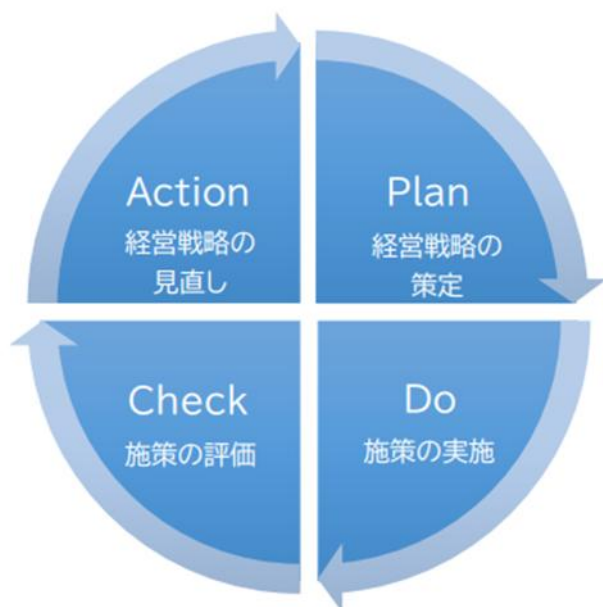 Action
経営戦略の
見直し
Plan
経営戦略の
策定
Check
施策の評価
Do
施策の実施